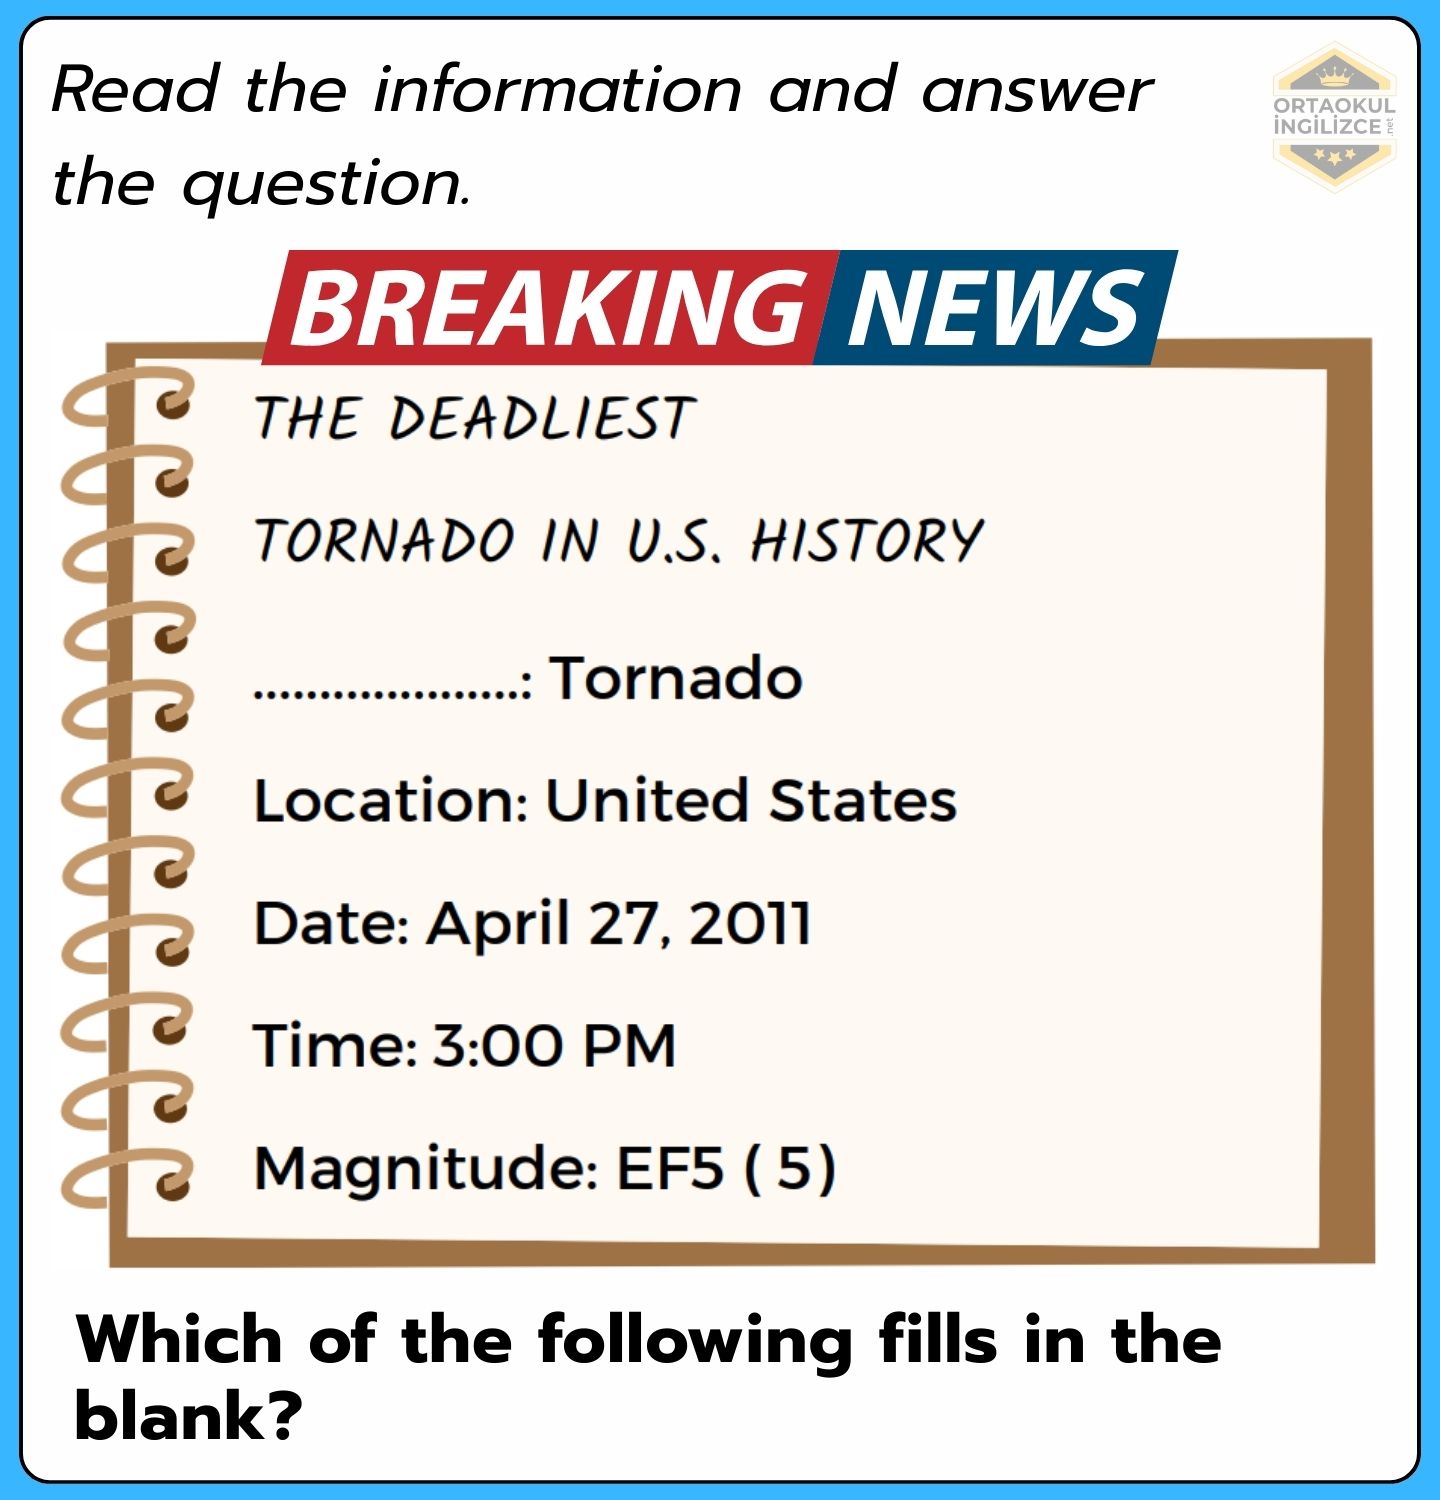 Read the information and answer
the question.
ORTAOKUL
İNGİLİZCE .net
BREAKING NEWS
THE DEADLIEST
TORNADO IN U.S. HISTORY
....................: Tornado
Location: United States
Date: April 27, 2011
Time: 3:00 PM
Magnitude: EF5 ( 5)
Which of the following fills in the
blank?